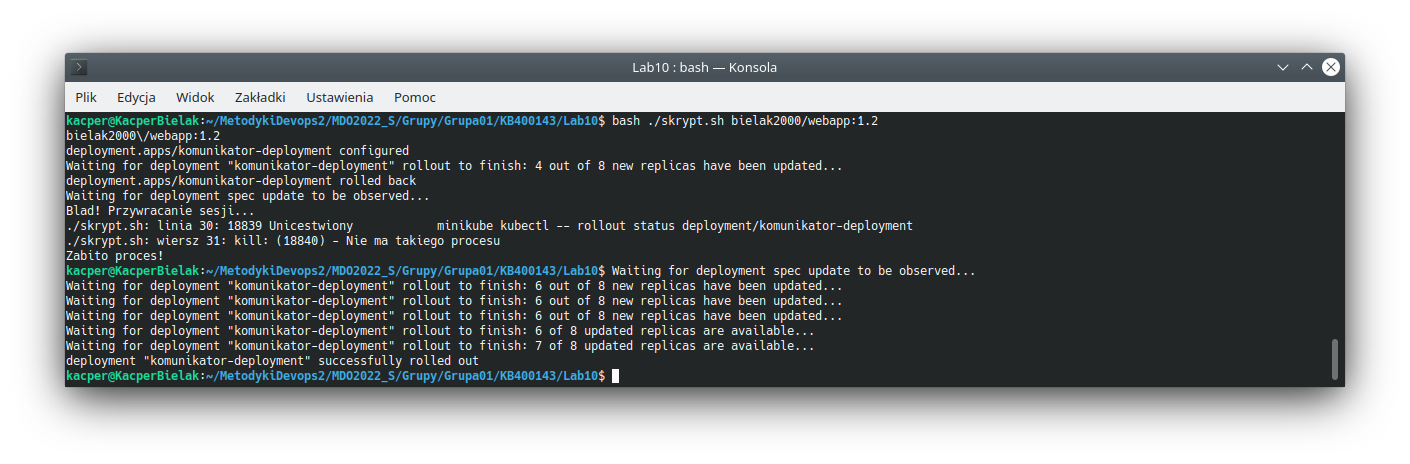 Lab10 : bash — Konsola
Plik Edycja Widok Zakładki Ustawienia Pomoc
kacper@KacperBielak:~/MetodykiDevops2/MDO2022_S/Grupy/Grupa01/KB400143/Lab10$ bash ./skrypt.sh bielak2000/webapp:1.2
bielak2000\/webapp:1.2
deployment.apps/komunikator-deployment configured
Waiting for deployment "komunikator-deployment" rollout to finish: 4 out of 8 new replicas have been updated...
deployment.apps/komunikator-deployment rolled back
Waiting for deployment spec update to be observed...
Blad! Przywracanie sesji...
./skrypt.sh: linia 30: 18839 Unicestwiony            minikube kubectl -- rollout status deployment/komunikator-deployment
./skrypt.sh: wiersz 31: kill: (18840) - Nie ma takiego procesu
Zabito proces!
kacper@KacperBielak:~/MetodykiDevops2/MDO2022_S/Grupy/Grupa01/KB400143/Lab10$ Waiting for deployment spec update to be observed...
Waiting for deployment "komunikator-deployment" rollout to finish: 6 out of 8 new replicas have been updated...
Waiting for deployment "komunikator-deployment" rollout to finish: 6 out of 8 new replicas have been updated...
Waiting for deployment "komunikator-deployment" rollout to finish: 6 out of 8 new replicas have been updated...
Waiting for deployment "komunikator-deployment" rollout to finish: 6 of 8 updated replicas are available...
Waiting for deployment "komunikator-deployment" rollout to finish: 7 of 8 updated replicas are available...
deployment "komunikator-deployment" successfully rolled out
kacper@KacperBielak:~/MetodykiDevops2/MDO2022_S/Grupy/Grupa01/KB400143/Lab10$